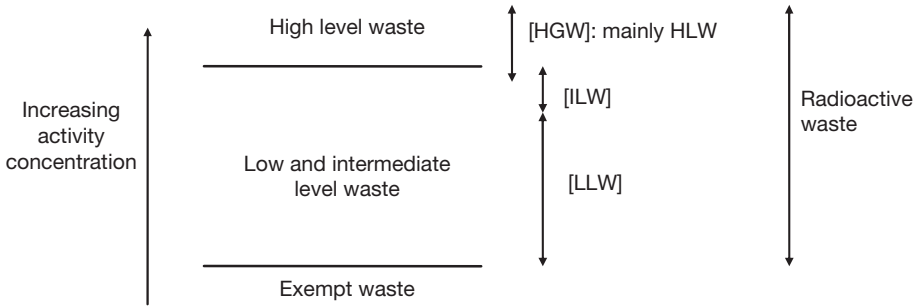 High level waste
[HGW]: mainly HLW
[ILW]
Increasing
activity
concentration
Radioactive
waste
Low and intermediate
level waste
[LLW]
Exempt waste